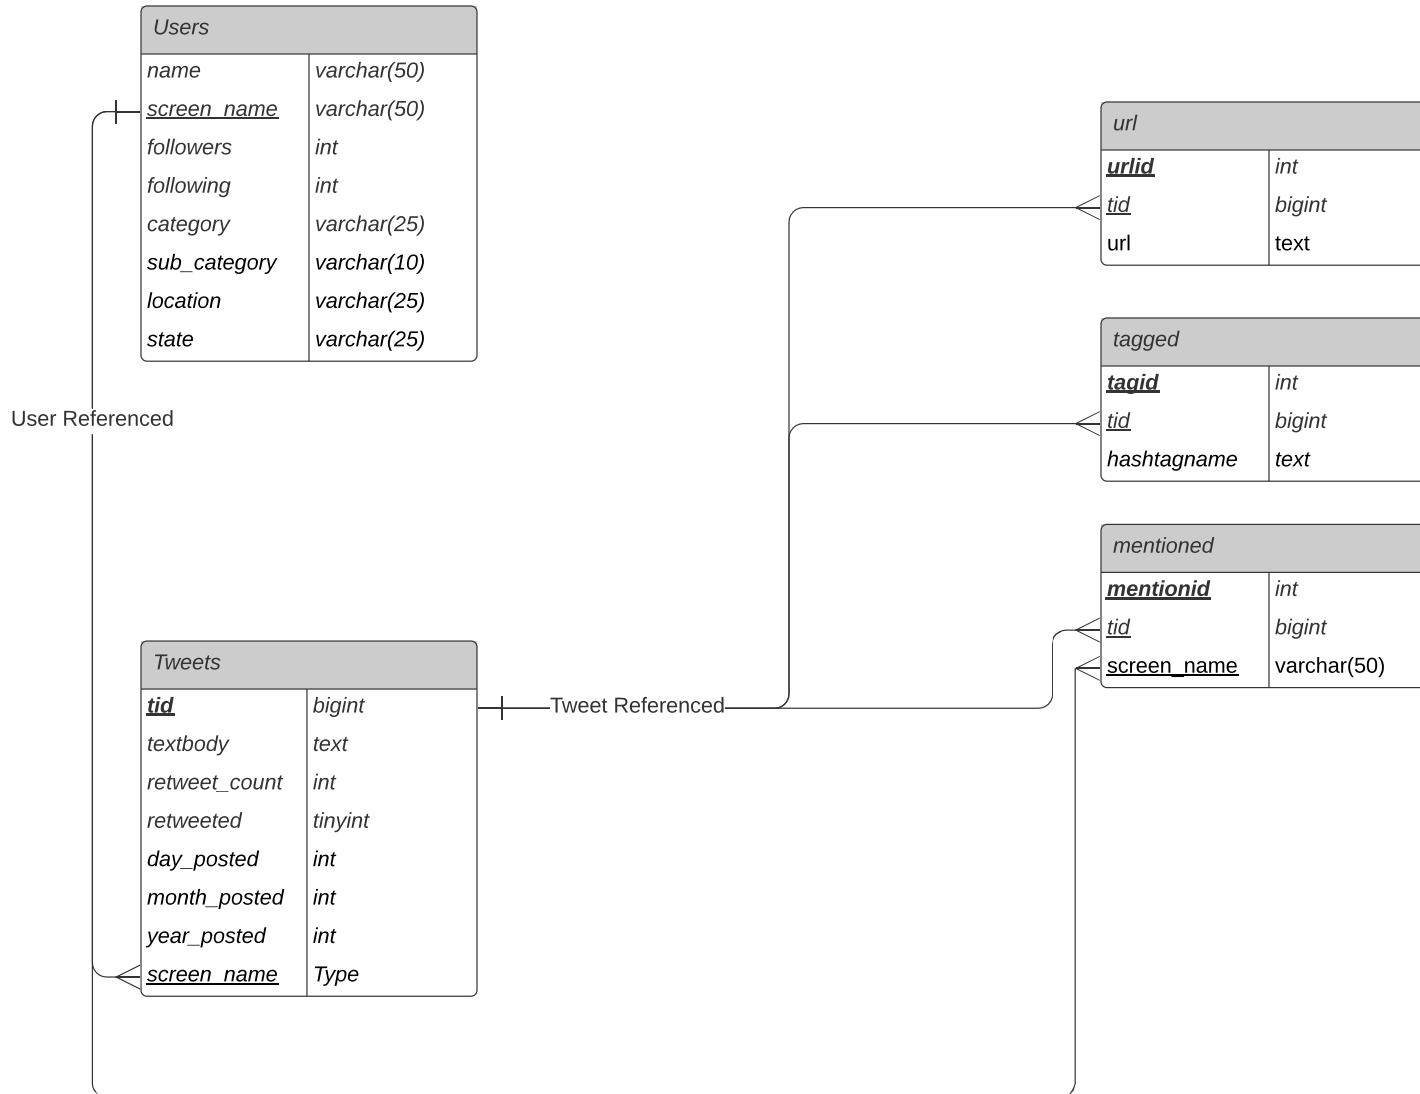 Users
name varchar(50)
screen_name varchar(50)
followers int
following int
category varchar(25)
sub_category varchar(10)
location varchar(25)
state varchar(25)
User Referenced
Tweets
tid bigint
textbody text
retweet_count int
retweeted tinyint
day_posted int
month_posted int
year_posted int
screen_name Type
Tweet Referenced
url
urlid int
tid bigint
url text
tagged
tagid int
tid bigint
hashtagname text
mentioned
mentionid int
tid bigint
screen_name varchar(50)